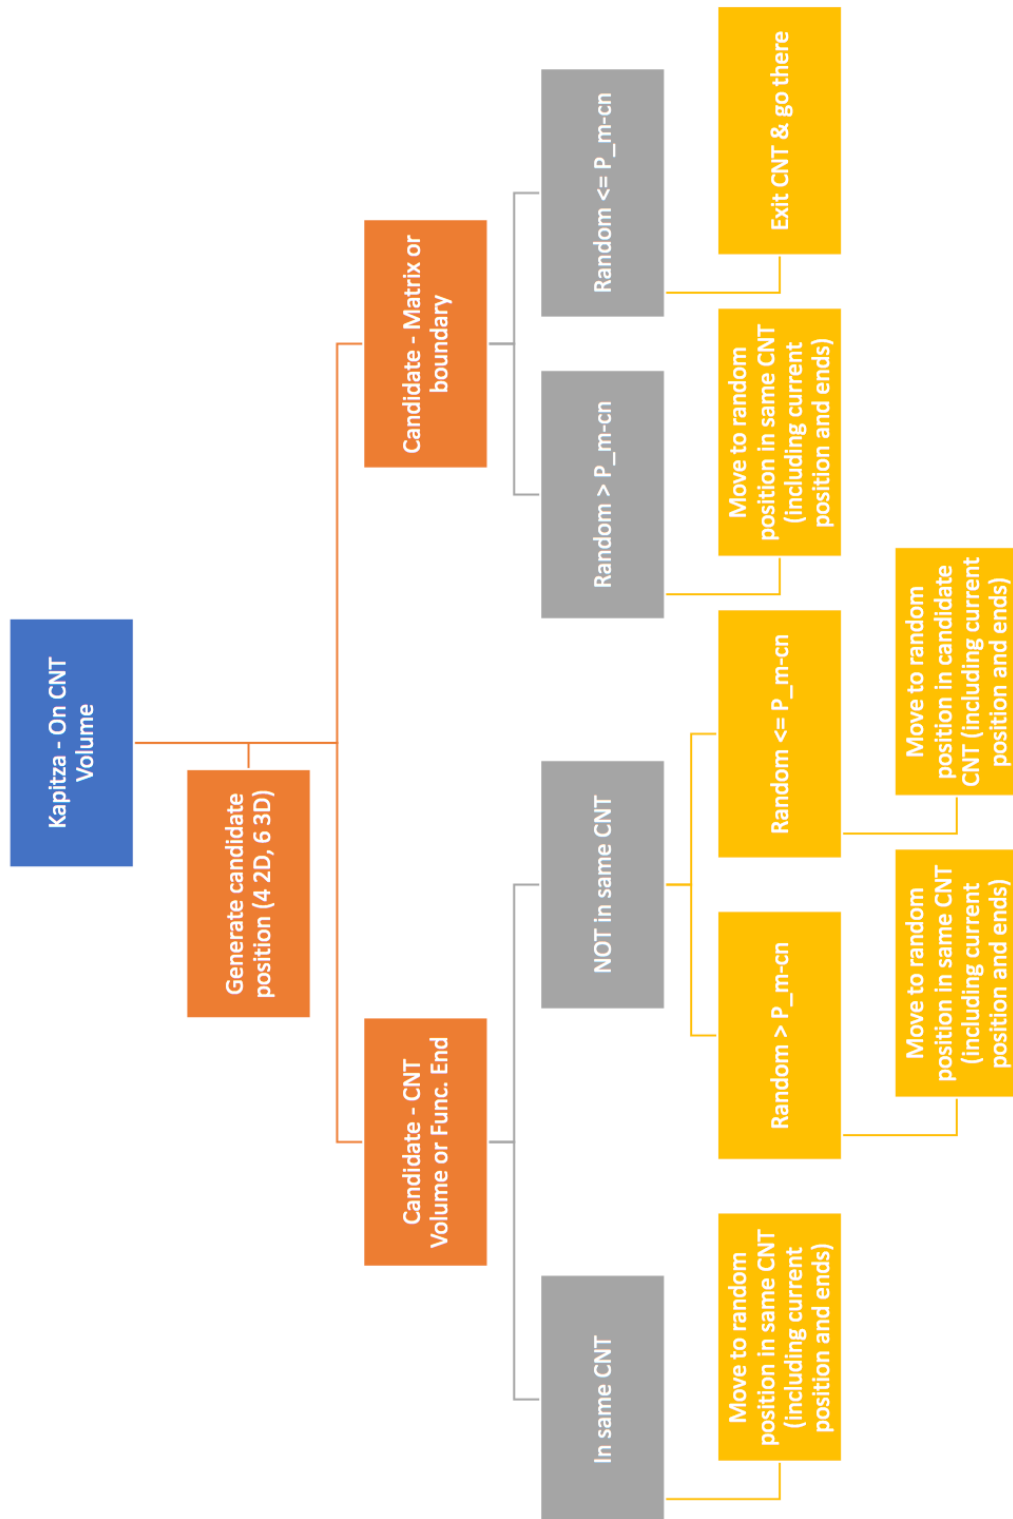 Kapitza - On CNT
Volume
Generate candidate
position (4 2D, 6 3D)
Candidate - CNT
Volume or Func. End
Candidate - Matrix or
boundary
In same CNT
NOT in same CNT
Random > P_m-cn
Random <= P_m-cn
Move to random
position in same CNT
(including current
position and ends)
Random > P_m-cn
Random <= P_m-cn
Move to random
position in same CNT
(including current
position and ends)
Exit CNT & go there
Move to random
position in same CNT
(including current
position and ends)
Move to random
position in candidate
CNT (including current
position and ends)